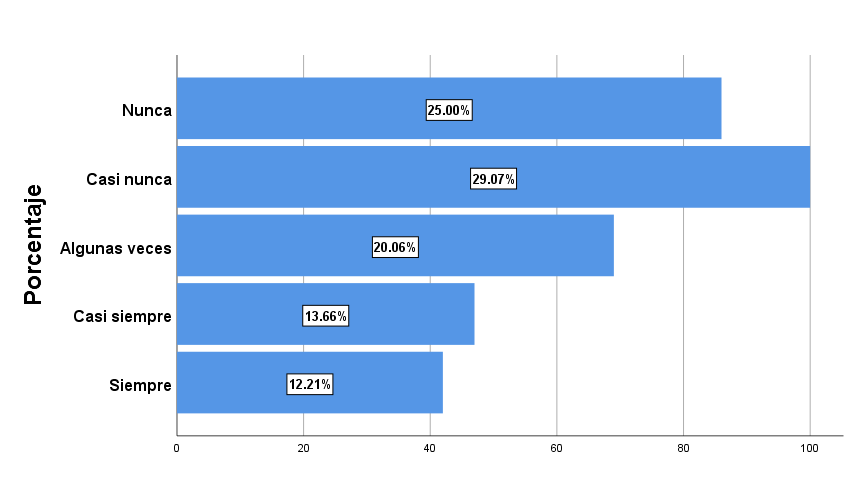 Porcentaje
Nunca
25.00%
Casi nunca
29.07%
Algunas veces
20.06%
Casi siempre
13.66%
Siempre
12.21%
0 20 40 60 80 100